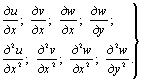 ∂u/∂x ; ∂v/∂x ; ∂w/∂x ; ∂w/∂y ;
∂²u/∂x² ; ∂²v/∂x² ; ∂²w/∂x² ; ∂²w/∂y² . }